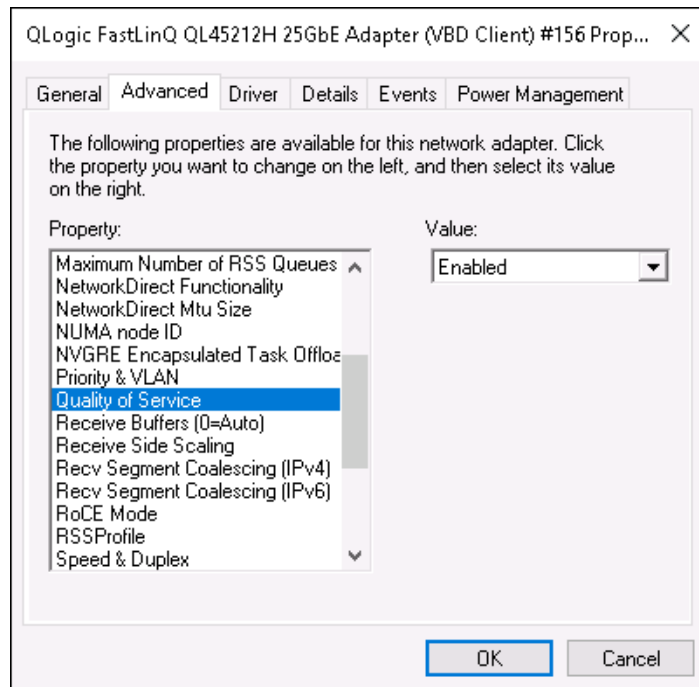 QLogic FastLinQ QL45212H 25GbE Adapter (VBD Client) #156 Prop...
General Advanced Driver Details Events Power Management
The following properties are available for this network adapter. Click
the property you want to change on the left, and then select its value
on the right.
Property:
Value:
Maximum Number of RSS Queues
Enabled
NetworkDirect Functionality
NetworkDirect Mtu Size
NUMA node ID
NVGRE Encapsulated Task Offloa
Priority & VLAN
Quality of Service
Receive Buffers (0=Auto)
Receive Side Scaling
Recv Segment Coalescing (IPv4)
Recv Segment Coalescing (IPv6)
RoCE Mode
RSSProfile
Speed & Duplex
OK
Cancel